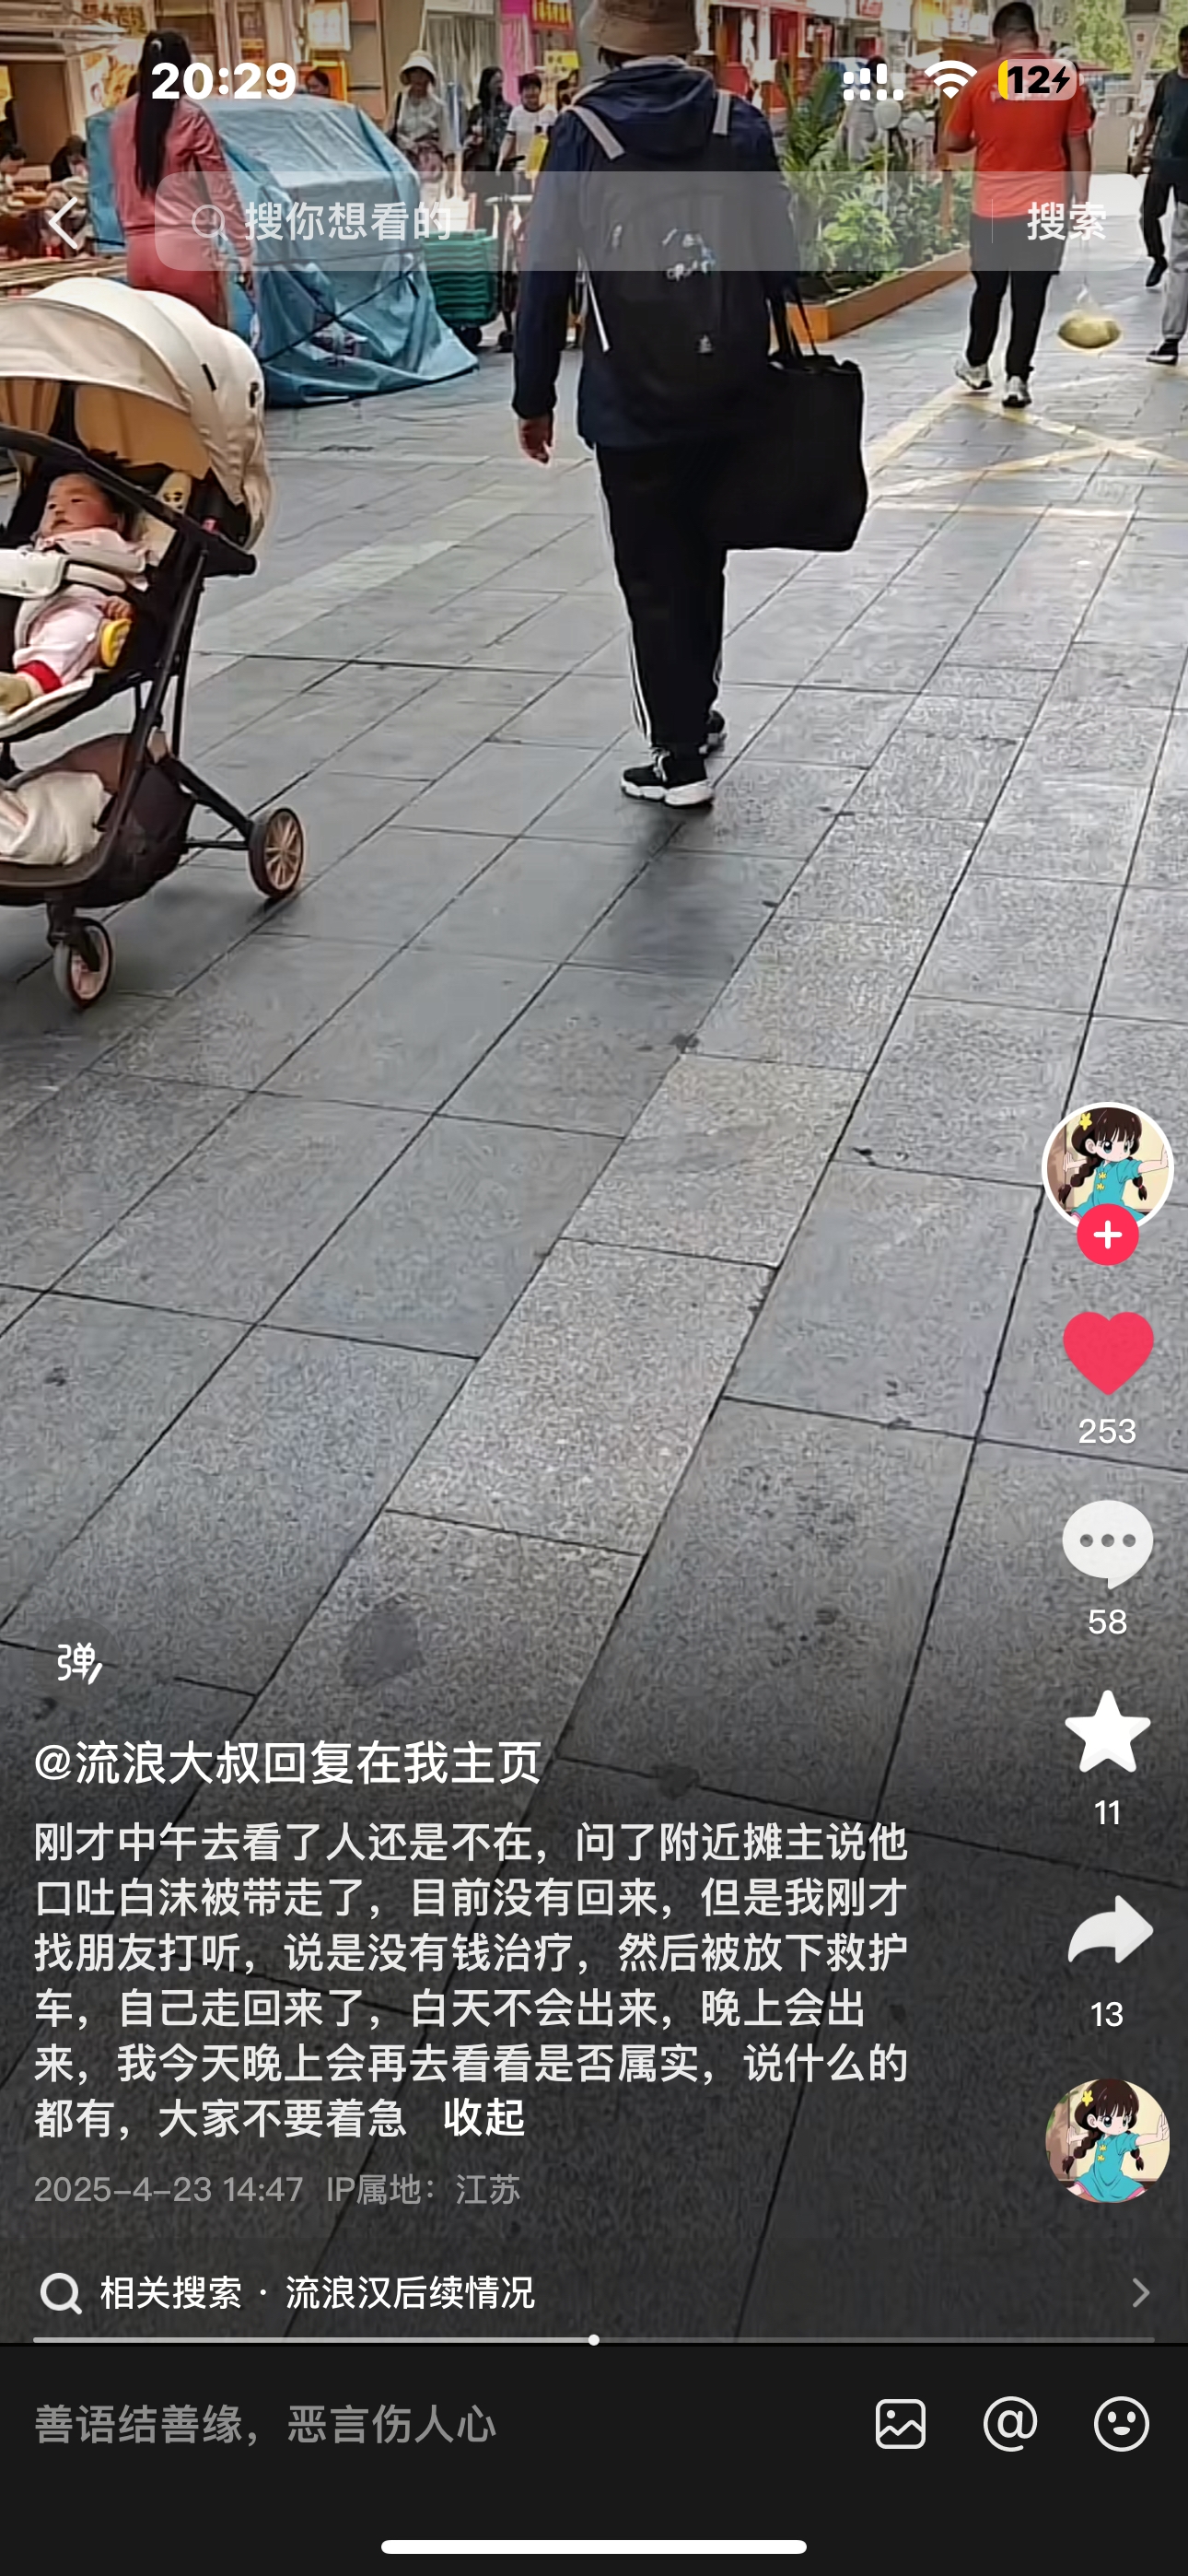 20:29
12
搜你想看的
搜索
253
58
弹
@流浪大叔回复在我主页
11
刚才中午去看了人还是不在，问了附近摊主说他
口吐白沫被带走了，目前没有回来，但是我刚才
找朋友打听，说是没有钱治疗，然后被放下救护
车，自己走回来了，白天不会出来，晚上会出
来，我今天晚上会再去看看是否属实，说什么的
都有，大家不要着急 收起
13
2025-4-23 14:47 IP属地：江苏
相关搜索 · 流浪汉后续情况
善语结善缘，恶言伤人心